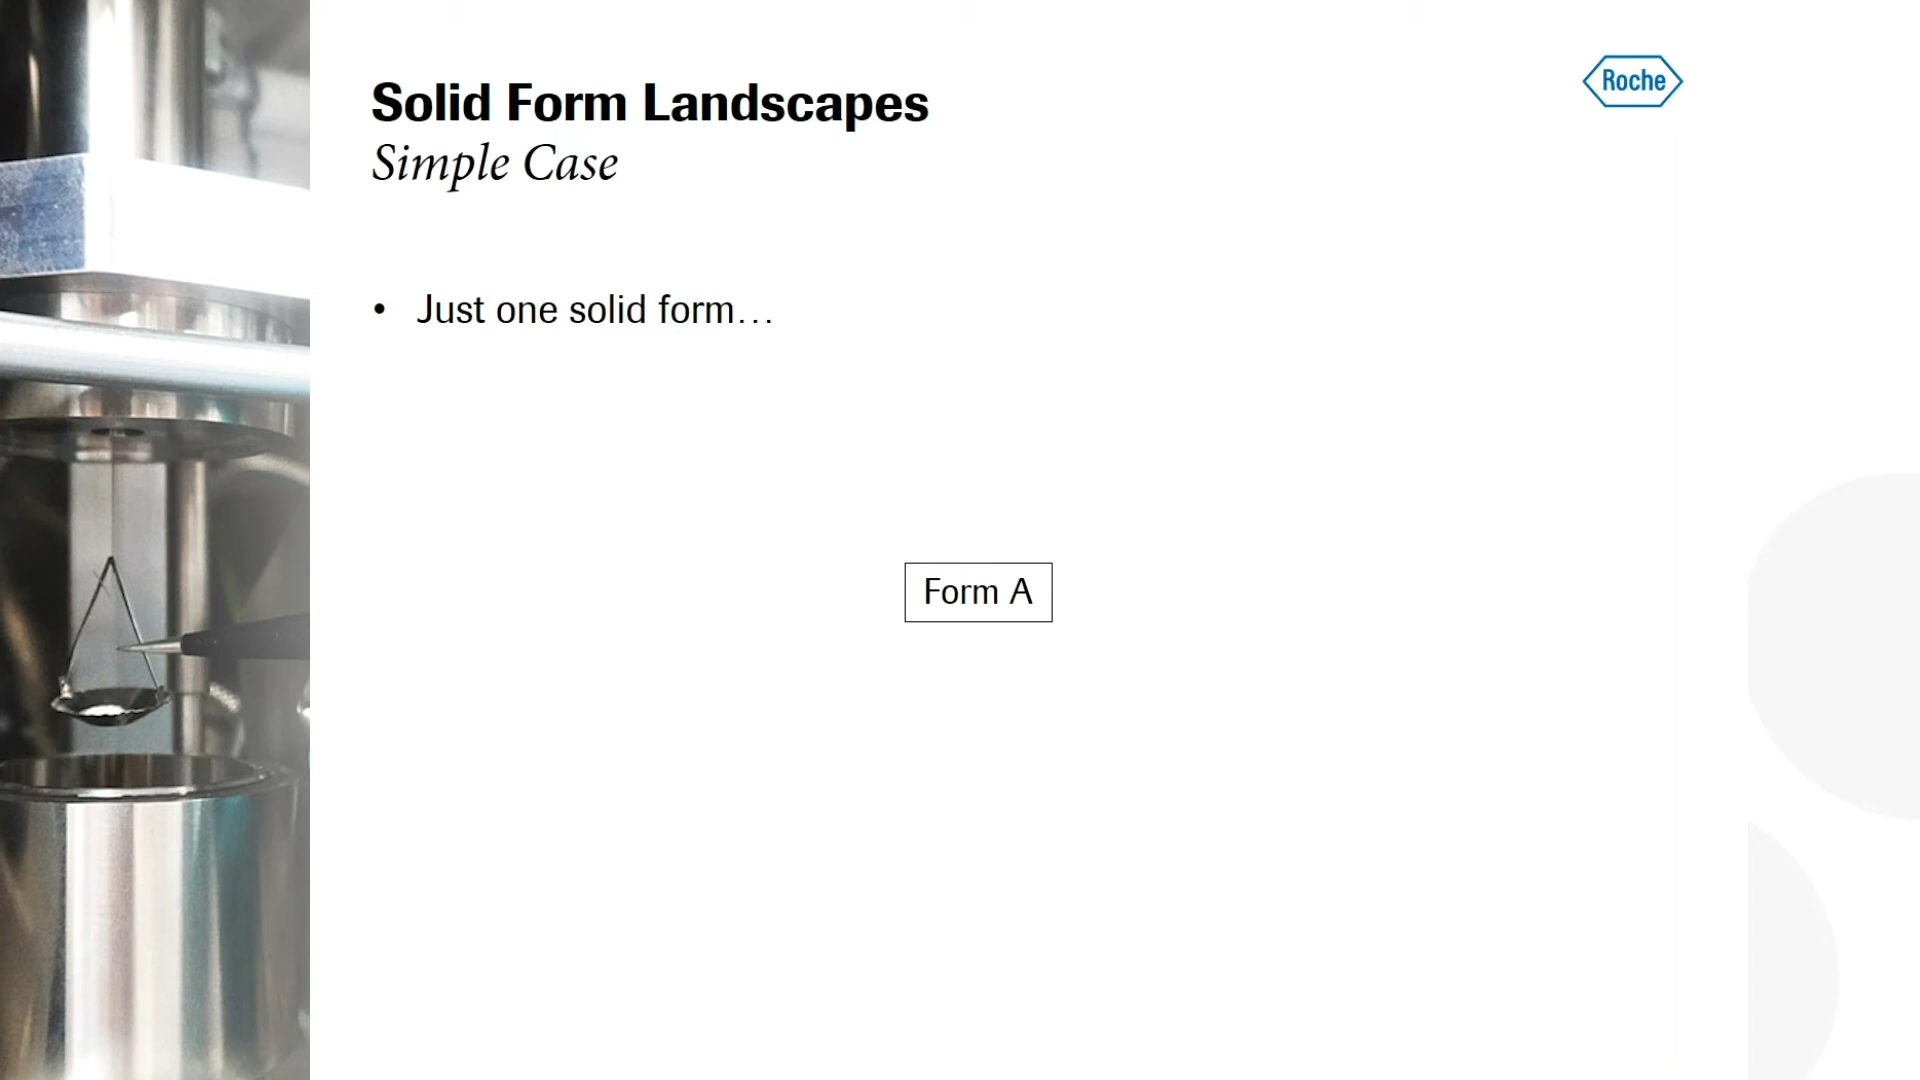 Solid Form Landscapes
Simple Case
Roche
• Just one solid form…
Form A